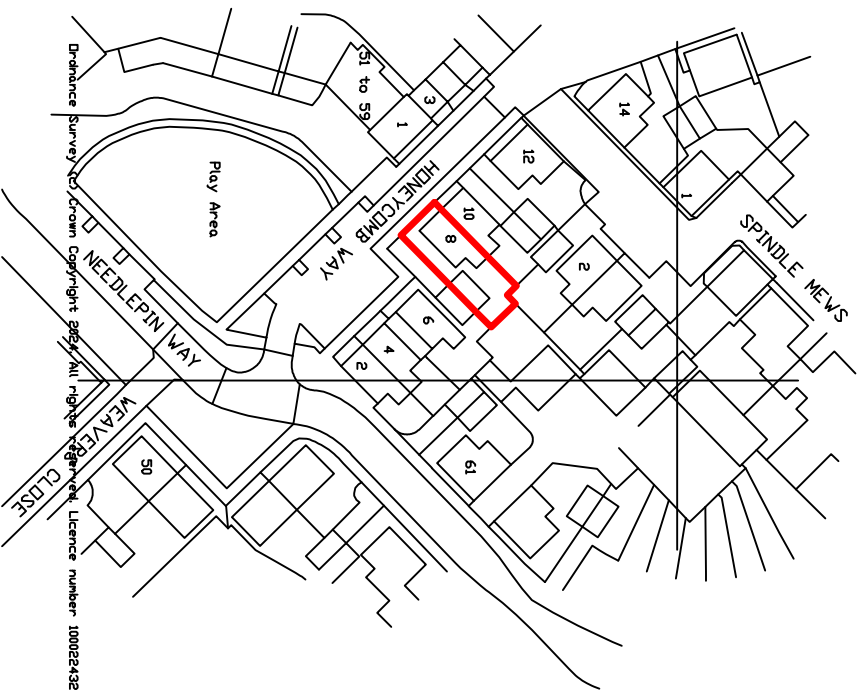 51 to 59
3
1
14
1
12
HONEYCOMB WAY
10
8
2
SPINDLE MEWS
Play Area
6
4
2
NEEDLEPIN WAY
61
50
WEAVER CLOSE
Ordnance Survey (c) Crown Copyright 2024. All rights reserved. Licence number 100022432